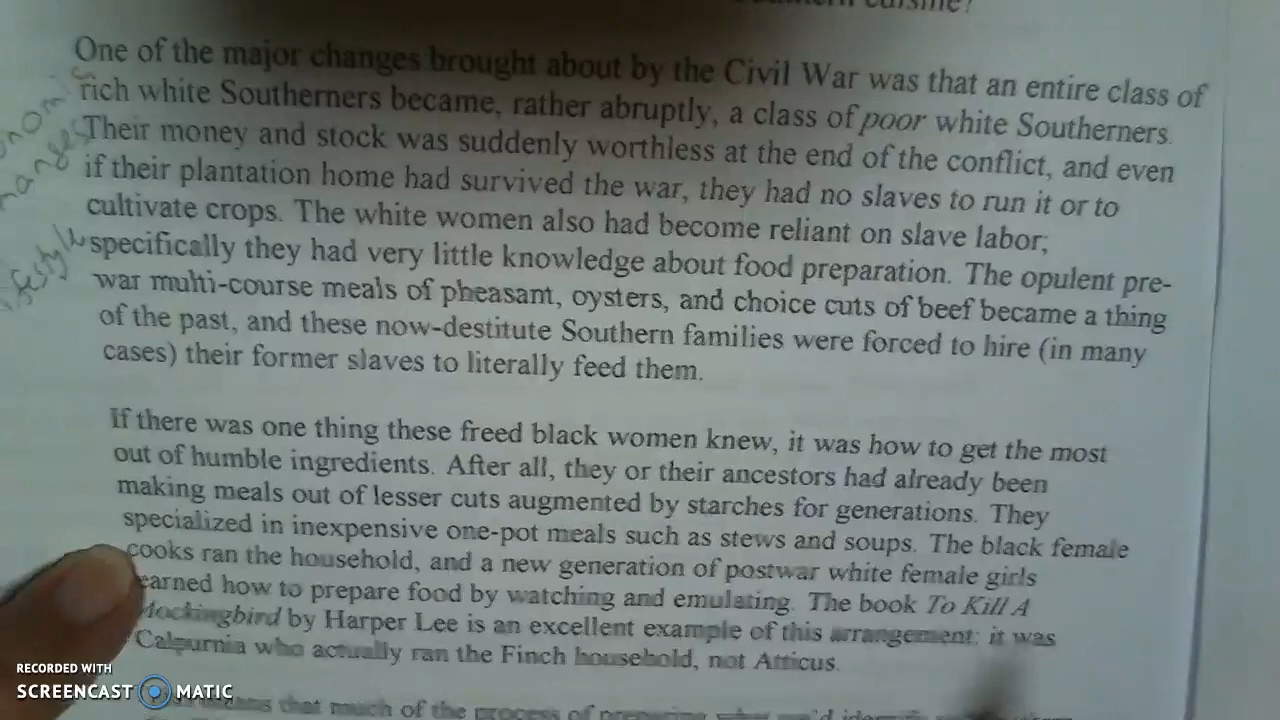 cuisine?
One of the major changes brought about by the Civil War was that an entire class of
rich white Southerners became, rather abruptly, a class of poor white Southerners.
Their money and stock was suddenly worthless at the end of the conflict, and even
if their plantation home had survived the war, they had no slaves to run it or to
cultivate crops. The white women also had become reliant on slave labor;
specifically they had very little knowledge about food preparation. The opulent pre-
war multi-course meals of pheasant, oysters, and choice cuts of beef became a thing
of the past, and these now-destitute Southern families were forced to hire (in many
cases) their former slaves to literally feed them.
If there was one thing these freed black women knew, it was how to get the most
out of humble ingredients. After all, they or their ancestors had already been
making meals out of lesser cuts augmented by starches for generations. They
specialized in inexpensive one-pot meals such as stews and soups. The black female
cooks ran the household, and a new generation of postwar white female girls
earned how to prepare food by watching and emulating. The book To Kill A
Mockingbird by Harper Lee is an excellent example of this arrangement: it was
Calpurnia who actually ran the Finch household, not Atticus.
means that much of the process of preparing
RECORDED WITH
SCREENCAST MATIC